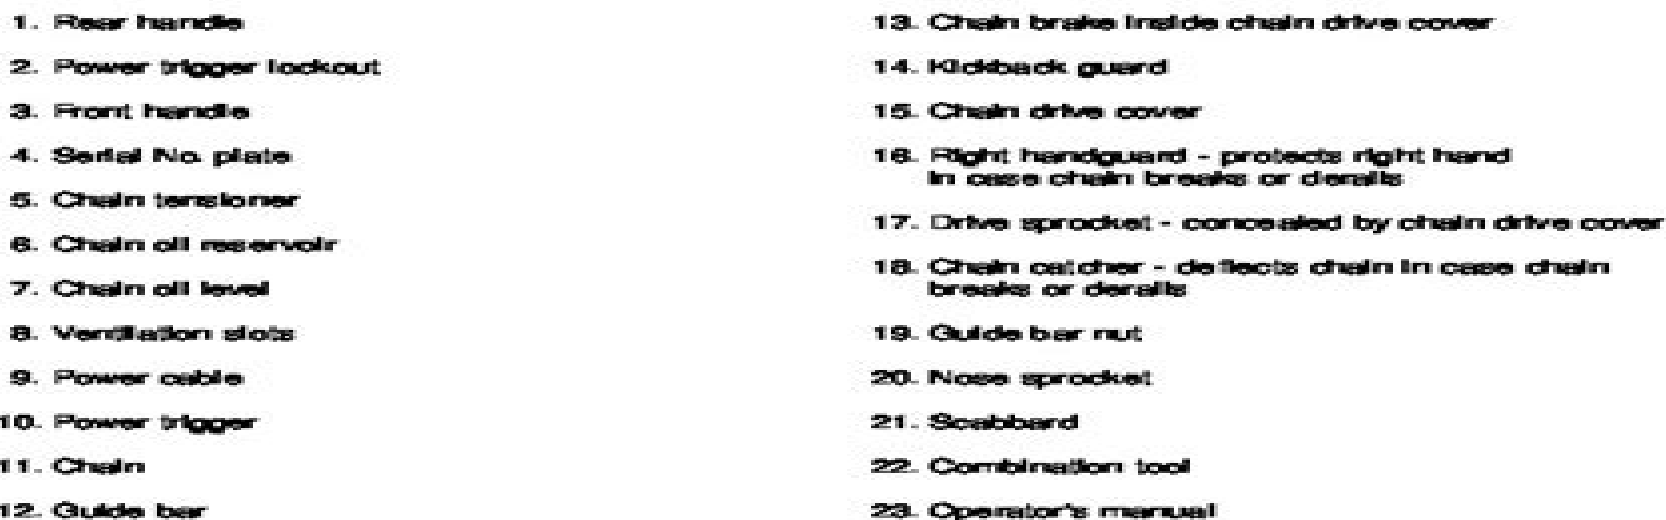 1. Rear handle
2. Power trigger lockout
3. Front handle
4. Serial No. plate
5. Chain tensioner
6. Chain oil reservoir
7. Chain oil level
8. Ventilation slots
9. Power cable
10. Power trigger
11. Chain
12. Guide bar
13. Chain brake inside chain drive cover
14. Kickback guard
15. Chain drive cover
16. Right handguard - protects right hand
in case chain breaks or derails
17. Drive sprocket - concealed by chain drive cover
18. Chain catcher - deflects chain in case chain
breaks or derails
19. Guide bar nut
20. Nose sprocket
21. Scabbard
22. Combination tool
23. Operator's manual